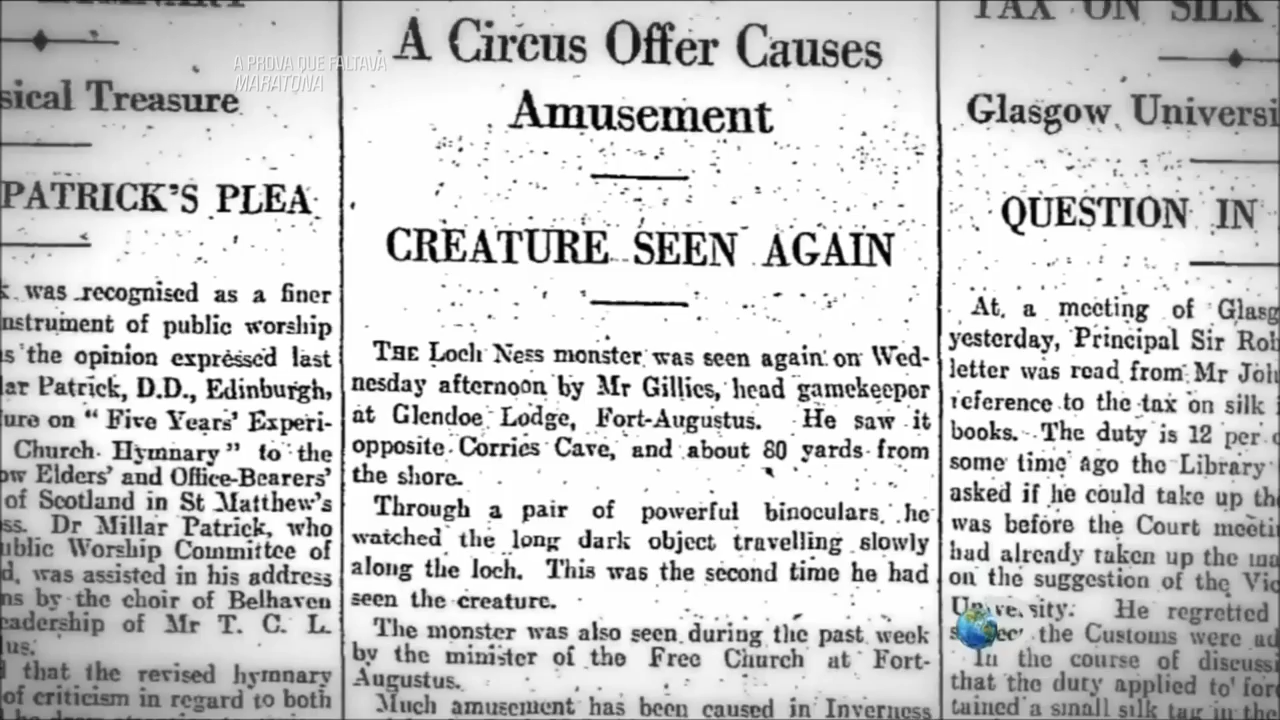 A PROVA QUE FALTAVA
MARATONA
sical Treasure
PATRICK'S PLEA
was recognised as a finer
nstrument of public worship
s the opinion expressed last
ar Patrick, D.D., Edinburgh,
ure on "Five Years' Experi-
Church Hymnary" to the
ow Elders' and Office-Bearers'
of Scotland in St Matthew's
ss. Dr Millar Patrick, who
ublic Worship Committee of
d, was assisted in his address
ns by the choir of Belhaven
eadership of Mr T. C. L.
us.
that the revised hymnary
of criticism in regard to both
A Circus Offer Causes
Amusement
CREATURE SEEN AGAIN
THE Loch Ness monster was seen again on Wed-
nesday afternoon by Mr Gillies, head gamekeeper
at Glendoe Lodge, Fort-Augustus. He saw it
opposite Corries Cave, and about 80 yards from
the shore.
Through a pair of powerful binoculars he
watched the long dark object travelling slowly
along the loch. This was the second time he had
seen the creature.
The monster was also seen during the past week
by the minister of the Free Church at Fort-
Augustus.
Much amusement has been caused in Inverness
TAX ON SILK
Glasgow Universi
QUESTION IN
At a meeting of Glasg
yesterday, Principal Sir Rob
letter was read from Mr Joh
reference to the tax on silk
books. The duty is 12 per
some time ago the Library
asked if he could take up th
was before the Court meeti
had already taken up the ma
on the suggestion of the Vic
University. He regretted
the Customs were ad
In the course of discussi
that the duty applied to fore
tained a small silk tag in the